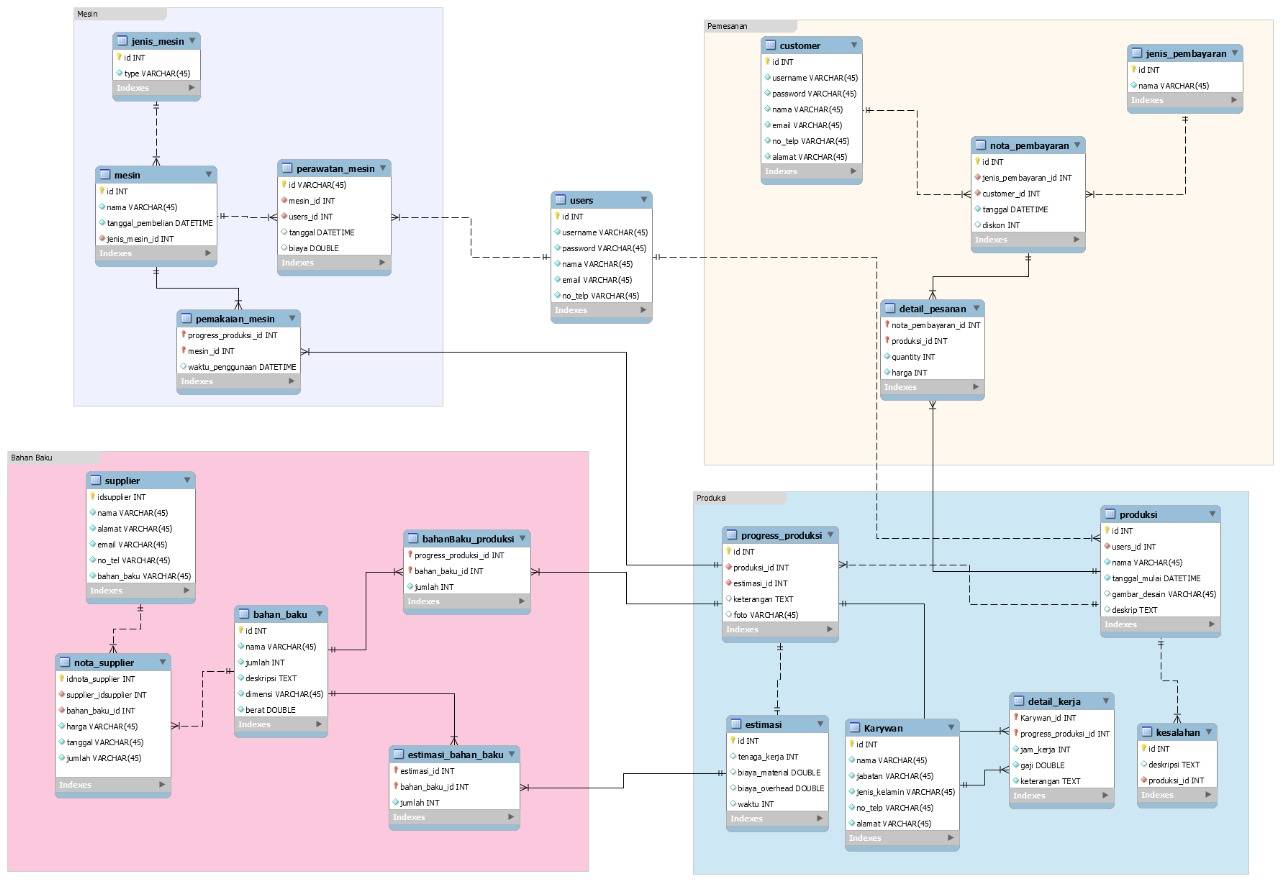 Mesin
jenis_mesin
id INT
type VARCHAR(45)
Indexes
mesin
id INT
nama VARCHAR(45)
tanggal_pembelian DATETIME
jenis_mesin_id INT
Indexes
perawatan_mesin
id VARCHAR(45)
mesin_id INT
users_id INT
tanggal DATETIME
biaya DOUBLE
Indexes
pemakaian_mesin
progress_produksi_id INT
mesin_id INT
waktu_penggunaan DATETIME
Indexes
users
id INT
username VARCHAR(45)
password VARCHAR(45)
nama VARCHAR(45)
email VARCHAR(45)
no_telp VARCHAR(45)
Indexes
Pemesanan
customer
id INT
username VARCHAR(45)
password VARCHAR(45)
nama VARCHAR(45)
email VARCHAR(45)
no_telp VARCHAR(45)
alamat VARCHAR(45)
Indexes
jenis_pembayaran
id INT
nama VARCHAR(45)
Indexes
nota_pembayaran
id INT
jenis_pembayaran_id INT
customer_id INT
tanggal DATETIME
diskon INT
Indexes
detail_pesanan
nota_pembayaran_id INT
produksi_id INT
quantity INT
harga INT
Indexes
Bahan Baku
supplier
idsupplier INT
nama VARCHAR(45)
alamat VARCHAR(45)
email VARCHAR(45)
no_tel VARCHAR(45)
bahan_baku VARCHAR(45)
Indexes
nota_supplier
idnota_supplier INT
supplier_idsupplier INT
bahan_baku_id INT
harga VARCHAR(45)
tanggal VARCHAR(45)
jumlah VARCHAR(45)
Indexes
bahan_baku
id INT
nama VARCHAR(45)
jumlah INT
deskripsi TEXT
dimensi VARCHAR(45)
berat DOUBLE
Indexes
bahanBaku_produksi
progress_produksi_id INT
bahan_baku_id INT
jumlah INT
Indexes
estimasi_bahan_baku
estimasi_id INT
bahan_baku_id INT
jumlah INT
Indexes
Produksi
progress_produksi
id INT
produksi_id INT
estimasi_id INT
keterangan TEXT
foto VARCHAR(45)
Indexes
produksi
id INT
users_id INT
nama VARCHAR(45)
tanggal_mulai DATETIME
gambar_desain VARCHAR(45)
deskrip TEXT
Indexes
estimasi
id INT
tenaga_kerja INT
biaya_material DOUBLE
biaya_overhead DOUBLE
waktu INT
Indexes
Karywan
id INT
nama VARCHAR(45)
jabatan VARCHAR(45)
jenis_kelamin VARCHAR(45)
no_telp VARCHAR(45)
alamat VARCHAR(45)
Indexes
detail_kerja
Karywan_id INT
progress_produksi_id INT
jam_kerja INT
gaji DOUBLE
keterangan TEXT
Indexes
kesalahan
id INT
deskripsi TEXT
produksi_id INT
Indexes